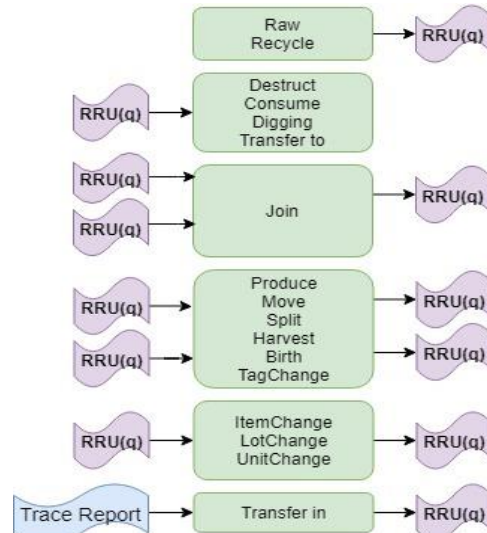 Raw
Recycle
RRU(q)
RRU(q)
Destruct
Consume
Digging
Transfer to
RRU(q)
RRU(q)
Join
RRU(q)
RRU(q)
RRU(q)
Produce
Move
Split
Harvest
Birth
TagChange
RRU(q)
RRU(q)
RRU(q)
ItemChange
LotChange
UnitChange
RRU(q)
Trace Report
Transfer in
RRU(q)